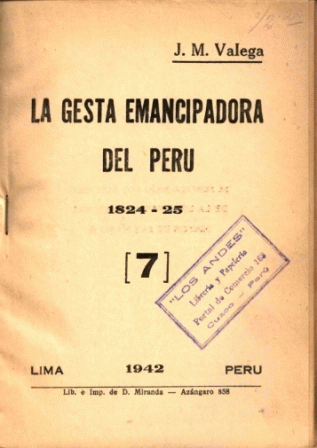 J. M. Valega
LA GESTA EMANCIPADORA
DEL PERU
1824 - 25
[7]
"LOS ANDES"
Librería y Papelería
Portal de Comercio
Cusco - Perú
LIMA 1942 PERU
Lib. e Imp. de D. Miranda — Azángaro 858